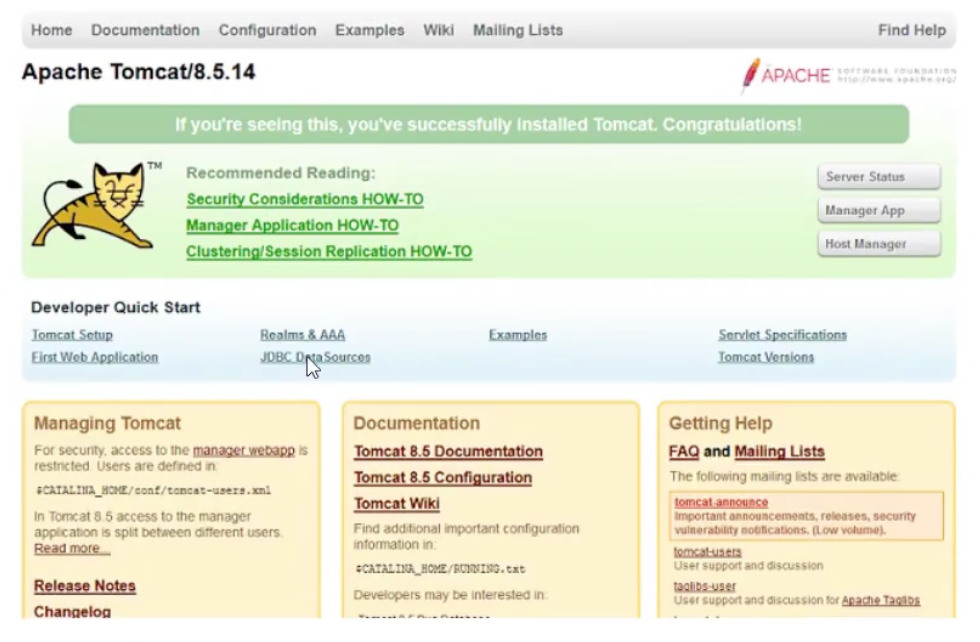 Home Documentation Configuration Examples Wiki Mailing Lists Find Help
Apache Tomcat/8.5.14
APACHE SOFTWARE FOUNDATION
http://www.apache.org/
If you're seeing this, you've successfully installed Tomcat. Congratulations!
TM
Recommended Reading:
Security Considerations HOW-TO
Manager Application HOW-TO
Clustering/Session Replication HOW-TO
Server Status
Manager App
Host Manager
Developer Quick Start
Tomcat Setup
First Web Application
Realms & AAA
JDBC DataSources
Examples
Servlet Specifications
Tomcat Versions
Managing Tomcat
For security, access to the manager webapp is
restricted. Users are defined in:
$CATALINA_HOME/conf/tomcat-users.xml
In Tomcat 8.5 access to the manager
application is split between different users.
Read more...
Release Notes
Changelog
Documentation
Tomcat 8.5 Documentation
Tomcat 8.5 Configuration
Tomcat Wiki
Find additional important configuration
information in:
$CATALINA_HOME/RUNNING.txt
Developers may be interested in:
Tomcat 8.5 Bug Database
Getting Help
FAQ and Mailing Lists
The following mailing lists are available:
tomcat-announce
Important announcements, releases, security
vulnerability notifications. (Low volume).
tomcat-users
User support and discussion
taglibs-user
User support and discussion for Apache Taglibs